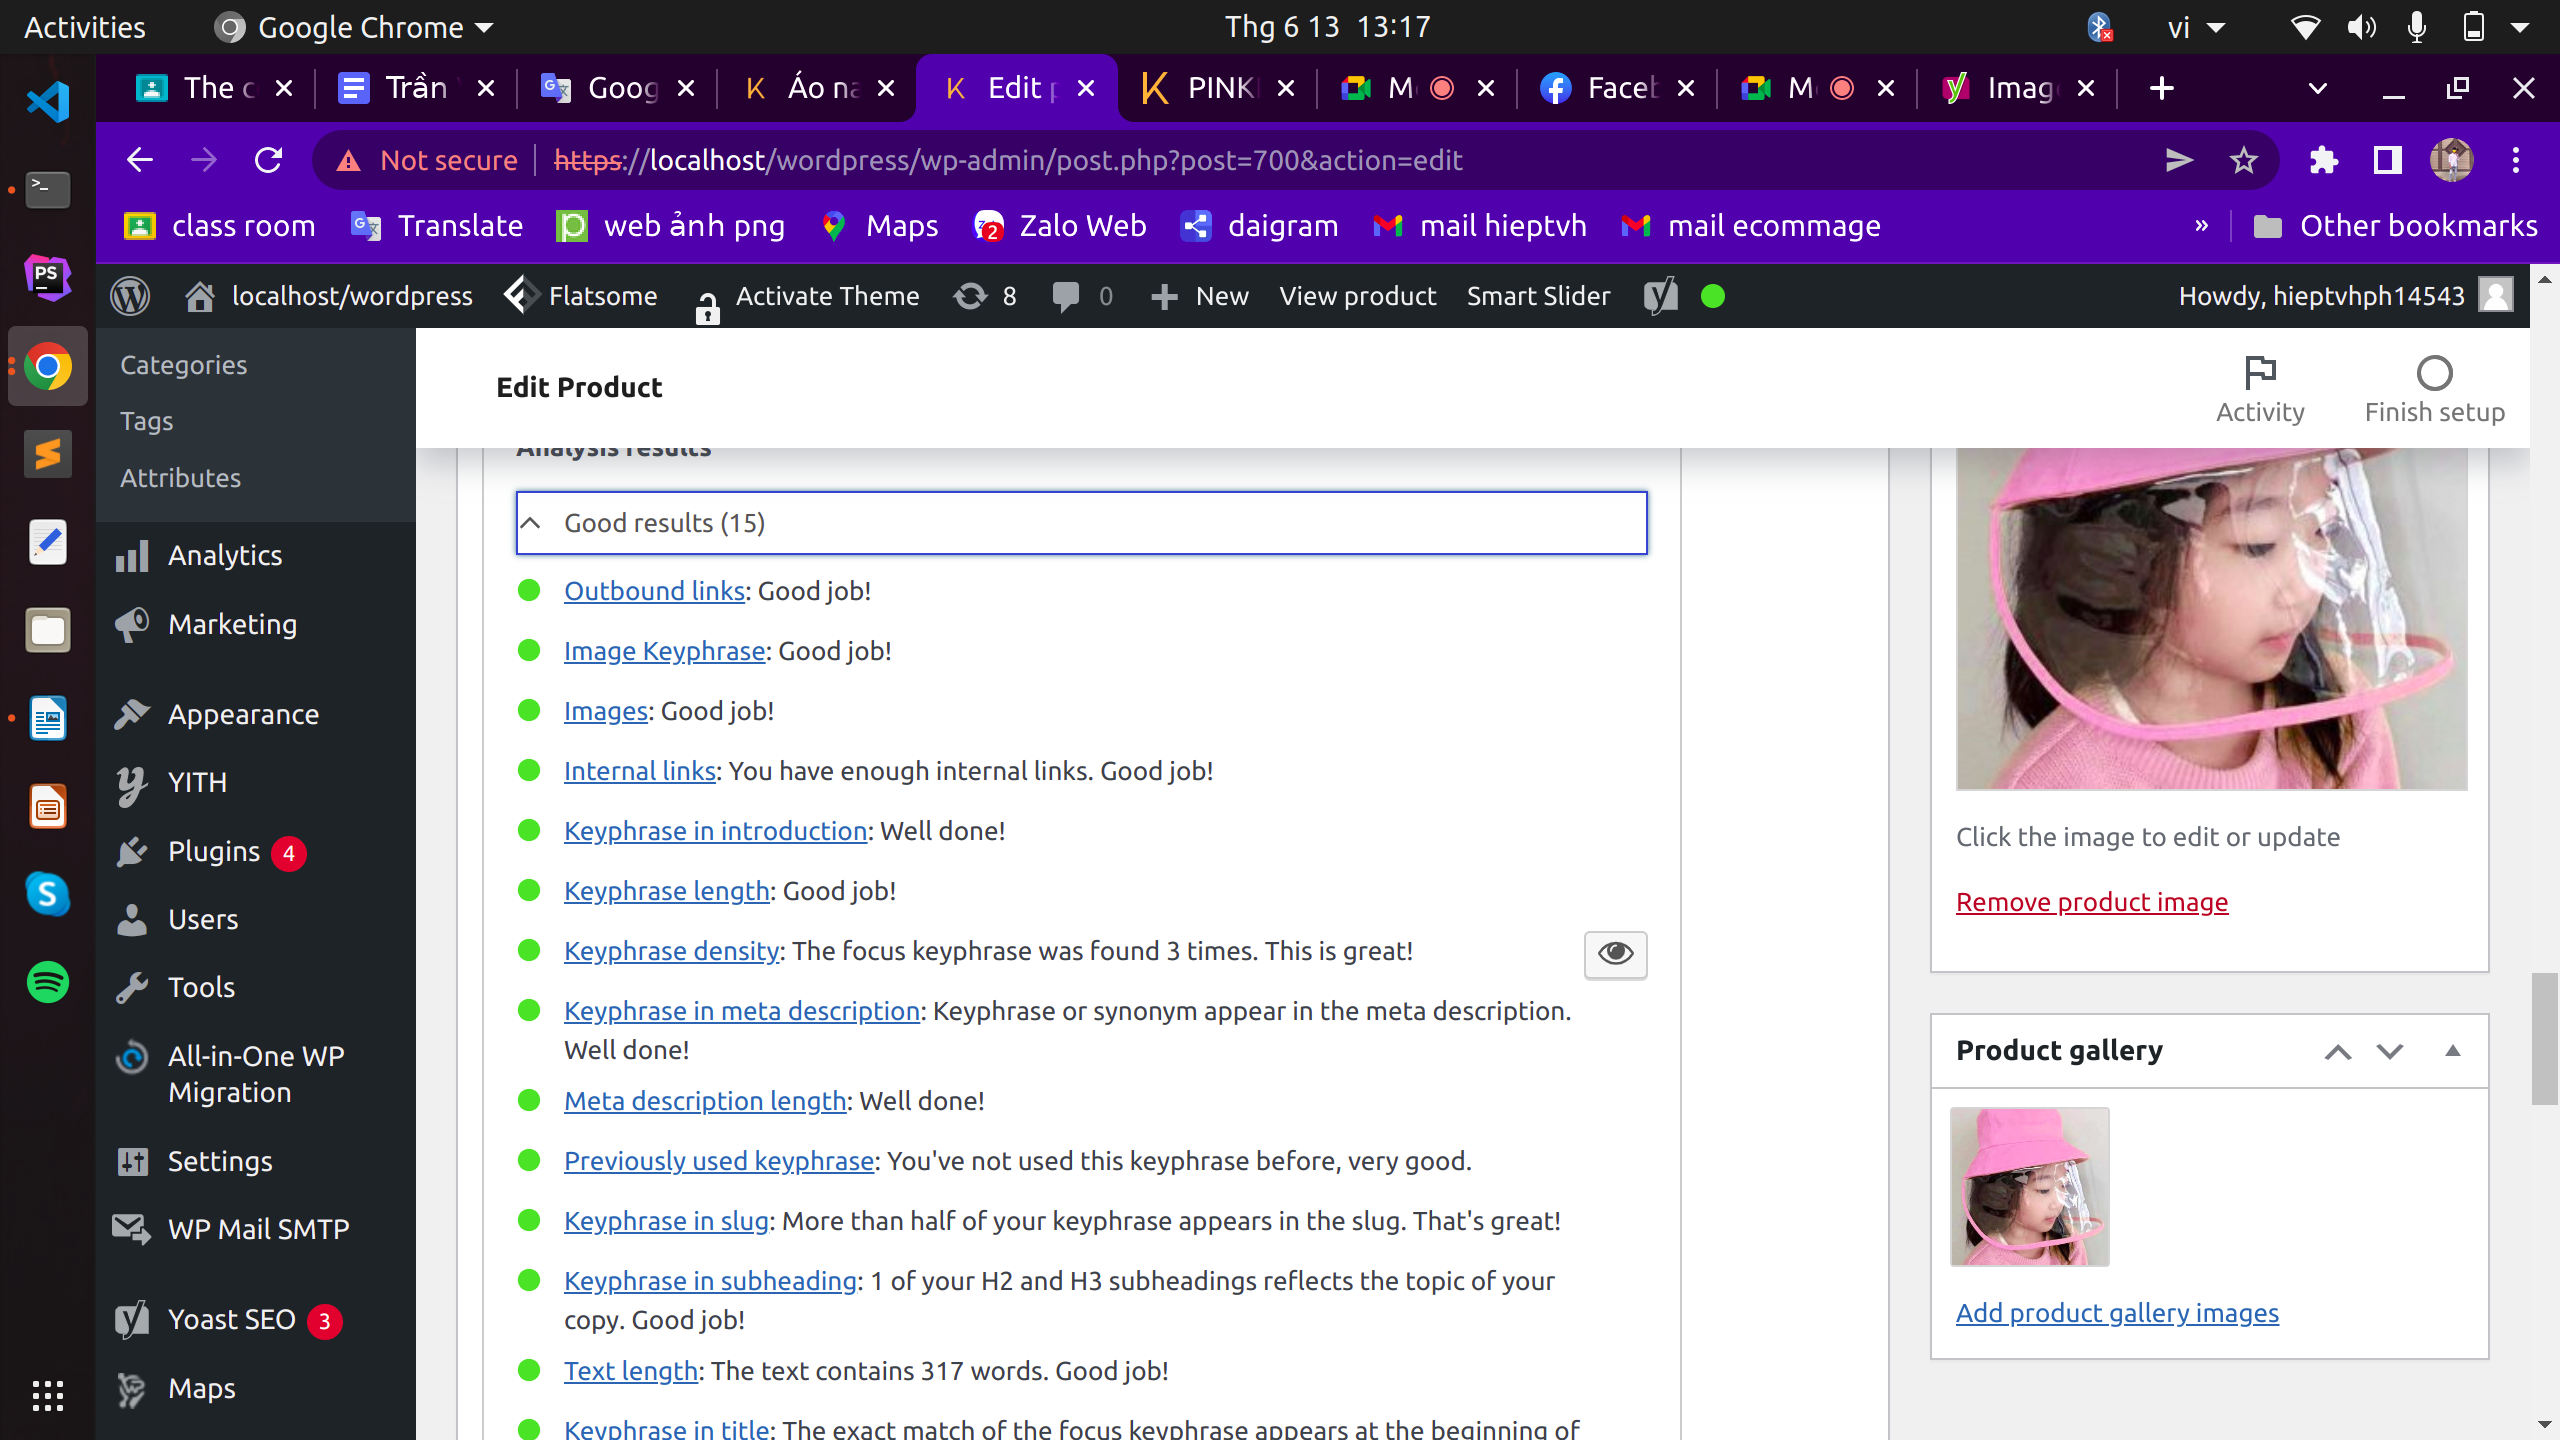 Activities
Google Chrome
Thg 6 13 13:17
vi
The c
Trần
Goog
Áo na
Edit p
PINK
M
Faceb
M
Imag
Not secure
https://localhost/wordpress/wp-admin/post.php?post=700&action=edit
class room
Translate
web ảnh png
Maps
2
Zalo Web
daigram
mail hieptvh
mail ecommage
»
Other bookmarks
localhost/wordpress
Flatsome
Activate Theme
8
0
New
View product
Smart Slider
Howdy, hieptvhph14543
Categories
Tags
Attributes
Analytics
Marketing
Appearance
YITH
Plugins 4
Users
Tools
All-in-One WP
Migration
Settings
WP Mail SMTP
Yoast SEO 3
Maps
Edit Product
Activity
Finish setup
Analysis results
Good results (15)
Outbound links: Good job!
Image Keyphrase: Good job!
Images: Good job!
Internal links: You have enough internal links. Good job!
Keyphrase in introduction: Well done!
Keyphrase length: Good job!
Keyphrase density: The focus keyphrase was found 3 times. This is great!
Keyphrase in meta description: Keyphrase or synonym appear in the meta description.
Well done!
Meta description length: Well done!
Previously used keyphrase: You've not used this keyphrase before, very good.
Keyphrase in slug: More than half of your keyphrase appears in the slug. That's great!
Keyphrase in subheading: 1 of your H2 and H3 subheadings reflects the topic of your
copy. Good job!
Text length: The text contains 317 words. Good job!
Keyphrase in title: The exact match of the focus keyphrase appears at the beginning of
Click the image to edit or update
Remove product image
Product gallery
Add product gallery images
PS